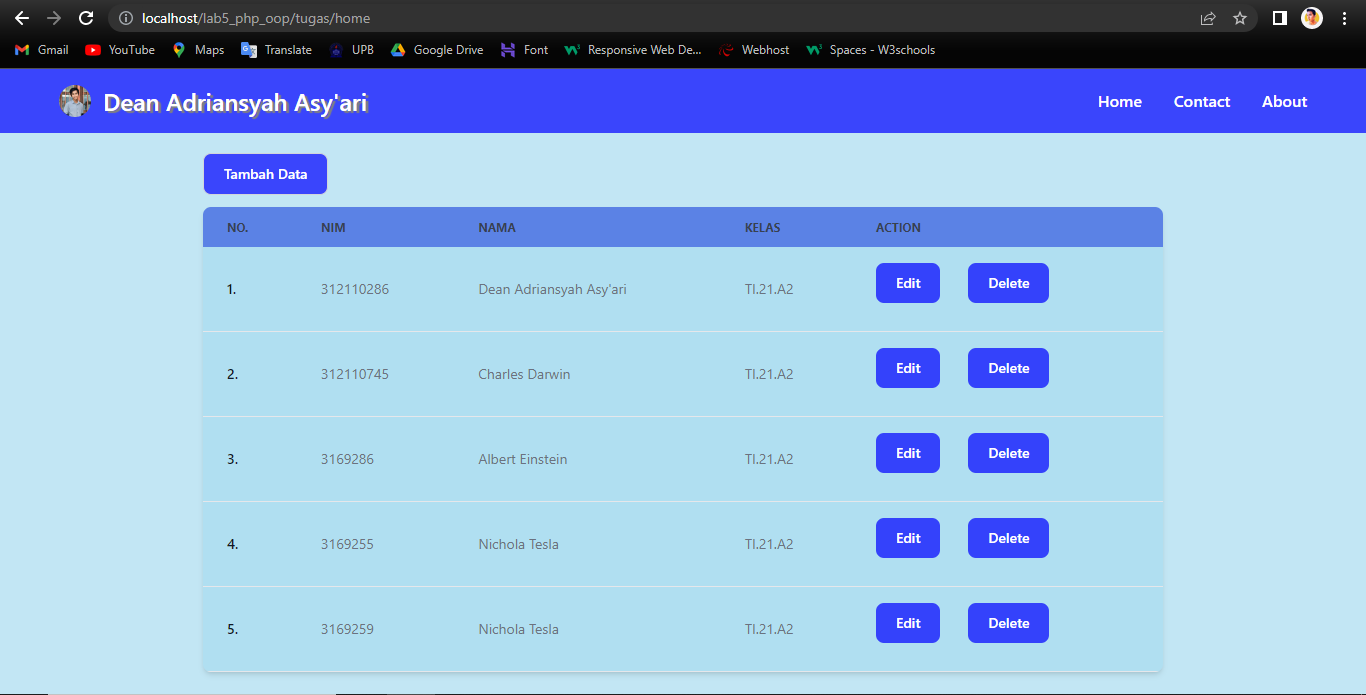 localhost/lab5_php_oop/tugas/home
Gmail YouTube Maps Translate UPB Google Drive Font Responsive Web De... Webhost Spaces - W3schools
Dean Adriansyah Asy'ari Home Contact About
Tambah Data
NO. NIM NAMA KELAS ACTION
1. 312110286 Dean Adriansyah Asy'ari TI.21.A2 Edit Delete
2. 312110745 Charles Darwin TI.21.A2 Edit Delete
3. 3169286 Albert Einstein TI.21.A2 Edit Delete
4. 3169255 Nichola Tesla TI.21.A2 Edit Delete
5. 3169259 Nichola Tesla TI.21.A2 Edit Delete